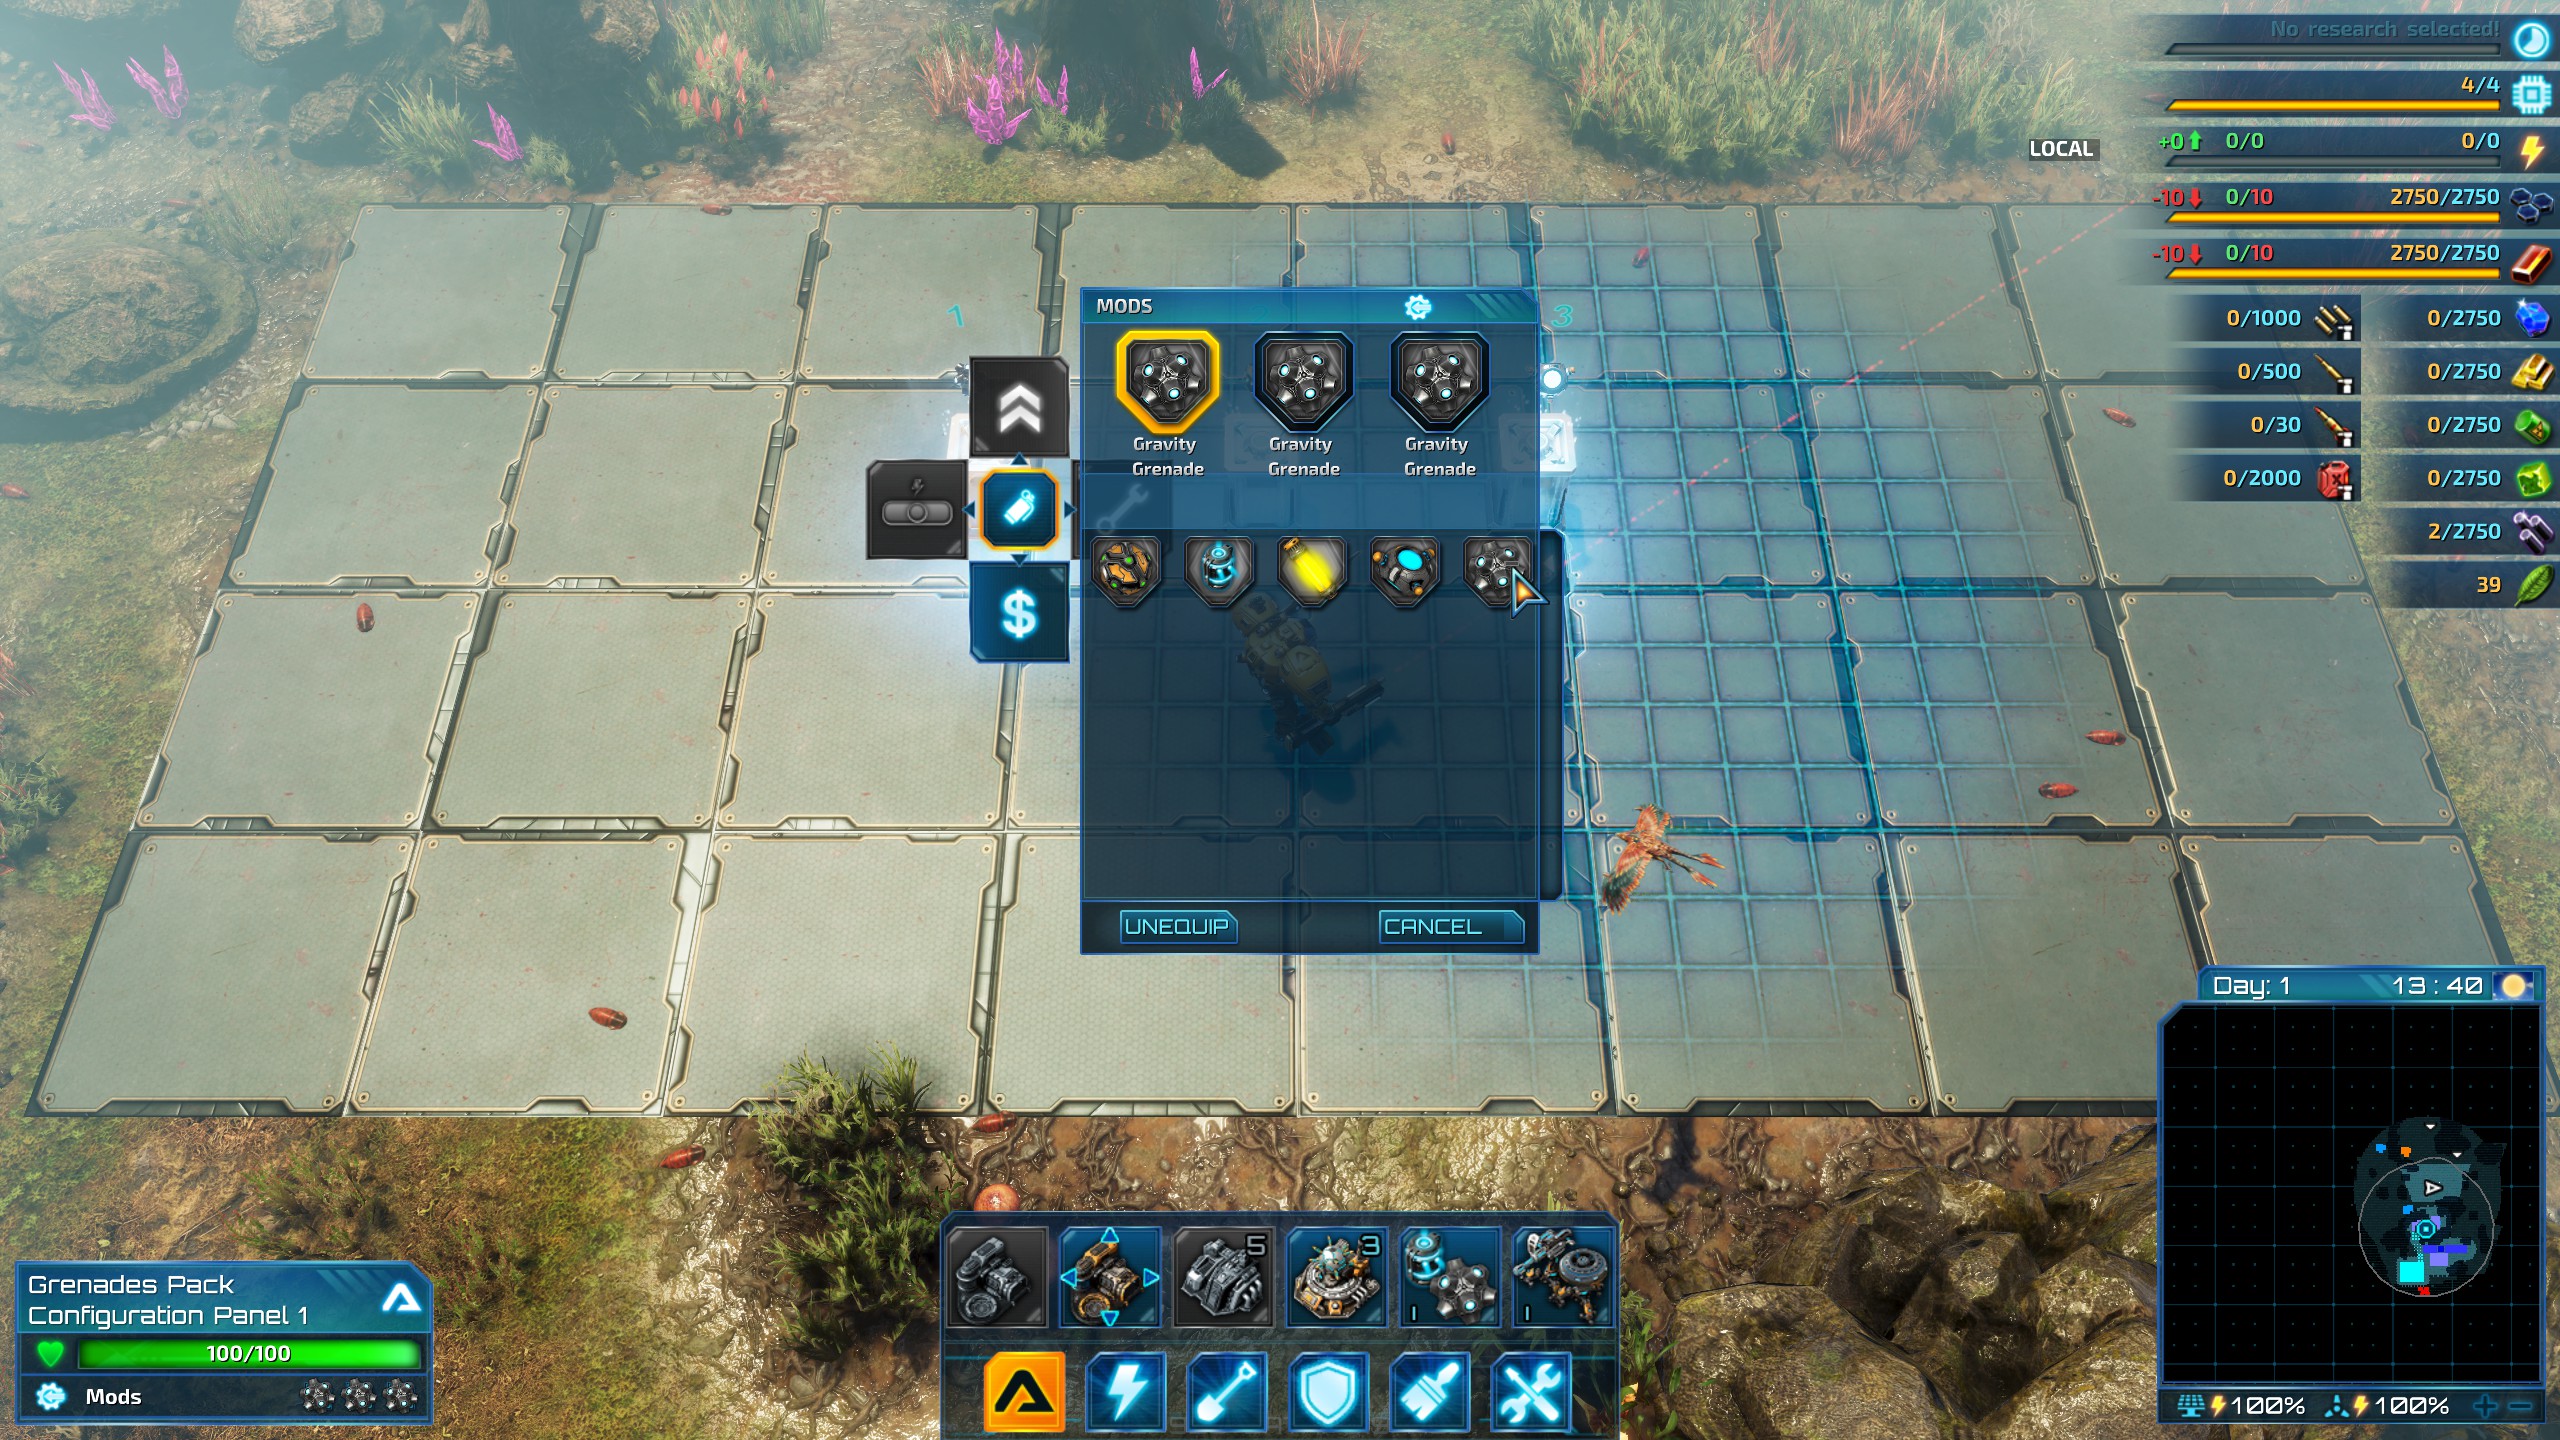 No research selected!
4/4
+0 0/0 0/0
LOCAL
-10 0/10 2750/2750
-10 0/10 2750/2750
0/1000 0/2750
0/500 0/2750
0/30 0/2750
0/2000 0/2750
2/2750
39
1
3
MODS
Gravity
Grenade
Gravity
Grenade
Gravity
Grenade
$
UNEQUIP
CANCEL
Day: 1 13:40
5
3
I
I
Grenades Pack
Configuration Panel 1
100/100
Mods
100% 100%